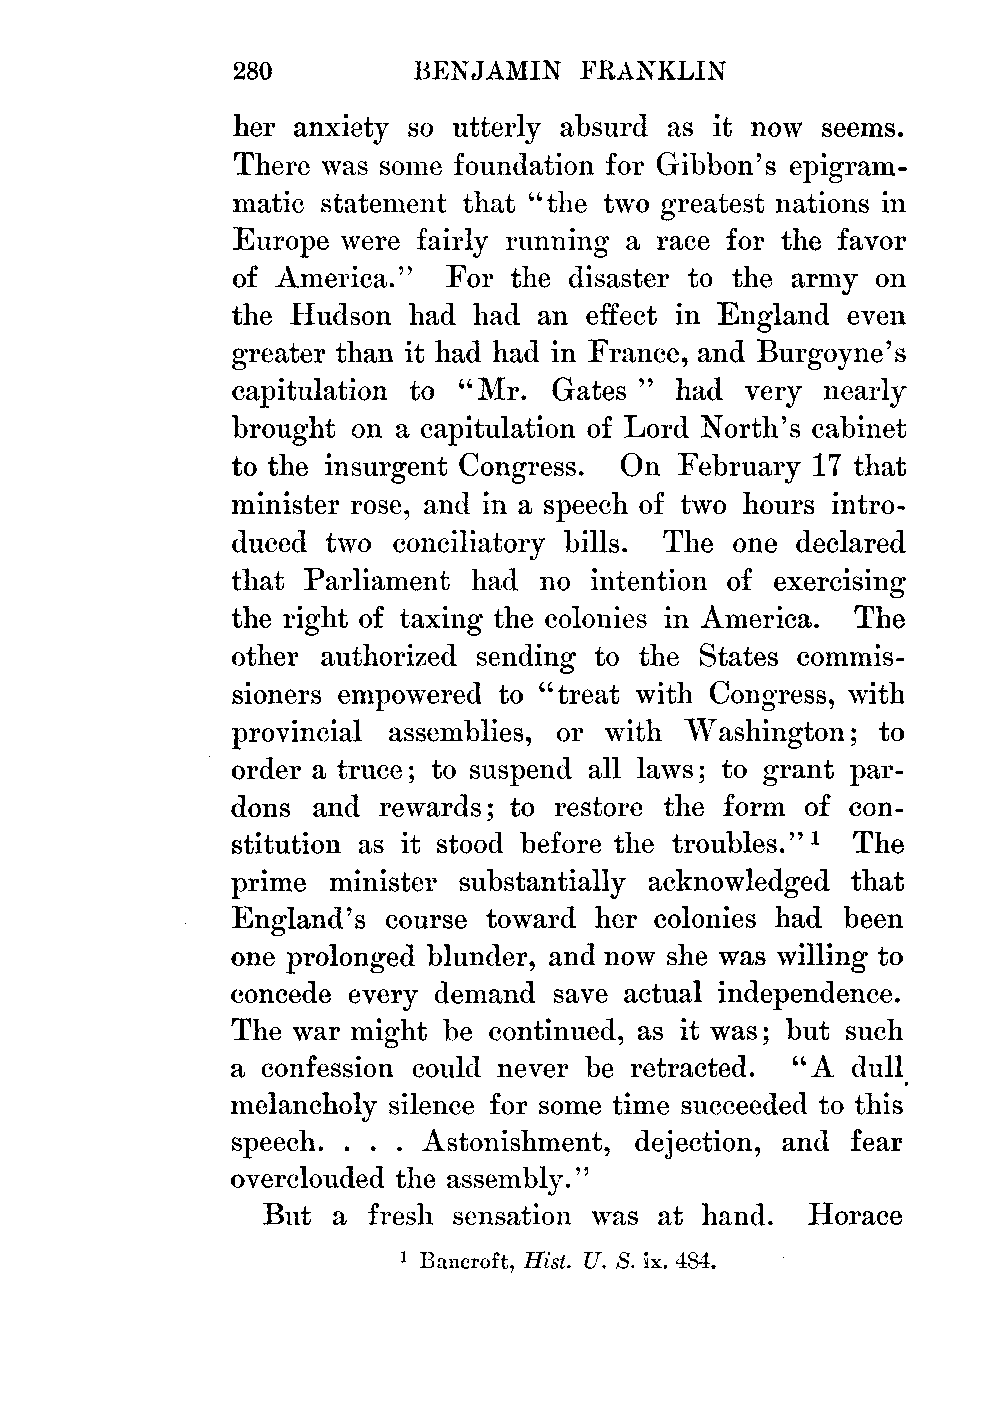 280 BENJAMIN FRANKLIN
her anxiety so utterly absurd as it now seems.
There was some foundation for Gibbon's epigram-
matic statement that "the two greatest nations in
Europe were fairly running a race for the favor
of America." For the disaster to the army on
the Hudson had had an effect in England even
greater than it had had in France, and Burgoyne's
capitulation to "Mr. Gates" had very nearly
brought on a capitulation of Lord North's cabinet
to the insurgent Congress. On February 17 that
minister rose, and in a speech of two hours intro-
duced two conciliatory bills. The one declared
that Parliament had no intention of exercising
the right of taxing the colonies in America. The
other authorized sending to the States commis-
sioners empowered to "treat with Congress, with
provincial assemblies, or with Washington; to
order a truce; to suspend all laws; to grant par-
dons and rewards; to restore the form of con-
stitution as it stood before the troubles."¹ The
prime minister substantially acknowledged that
England's course toward her colonies had been
one prolonged blunder, and now she was willing to
concede every demand save actual independence.
The war might be continued, as it was; but such
a confession could never be retracted. "A dull
melancholy silence for some time succeeded to this
speech. . . . Astonishment, dejection, and fear
overclouded the assembly."
But a fresh sensation was at hand. Horace
¹ Bancroft, Hist. U. S. ix. 484.